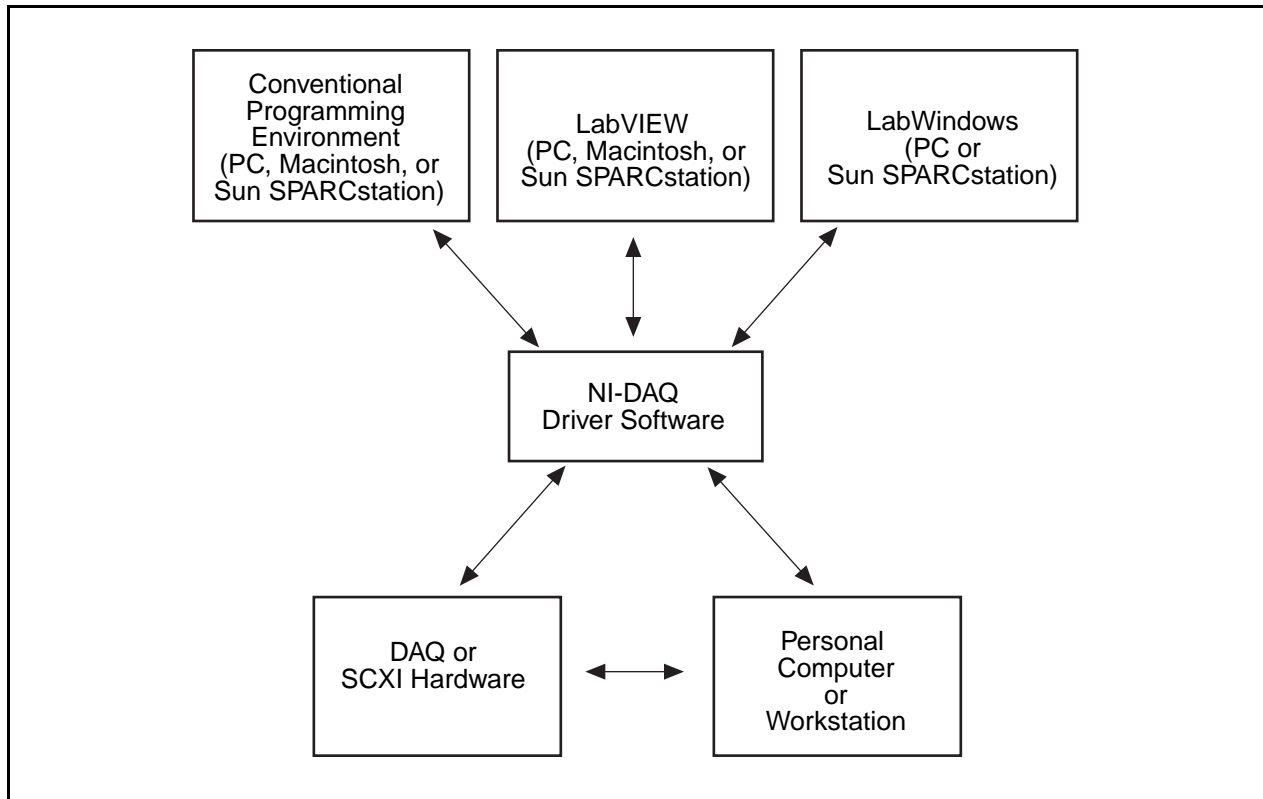 Conventional
Programming
Environment
(PC, Macintosh, or
Sun SPARCstation)
LabVIEW
(PC, Macintosh, or
Sun SPARCstation)
LabWindows
(PC or
Sun SPARCstation)
NI-DAQ
Driver Software
DAQ or
SCXI Hardware
Personal
Computer
or
Workstation